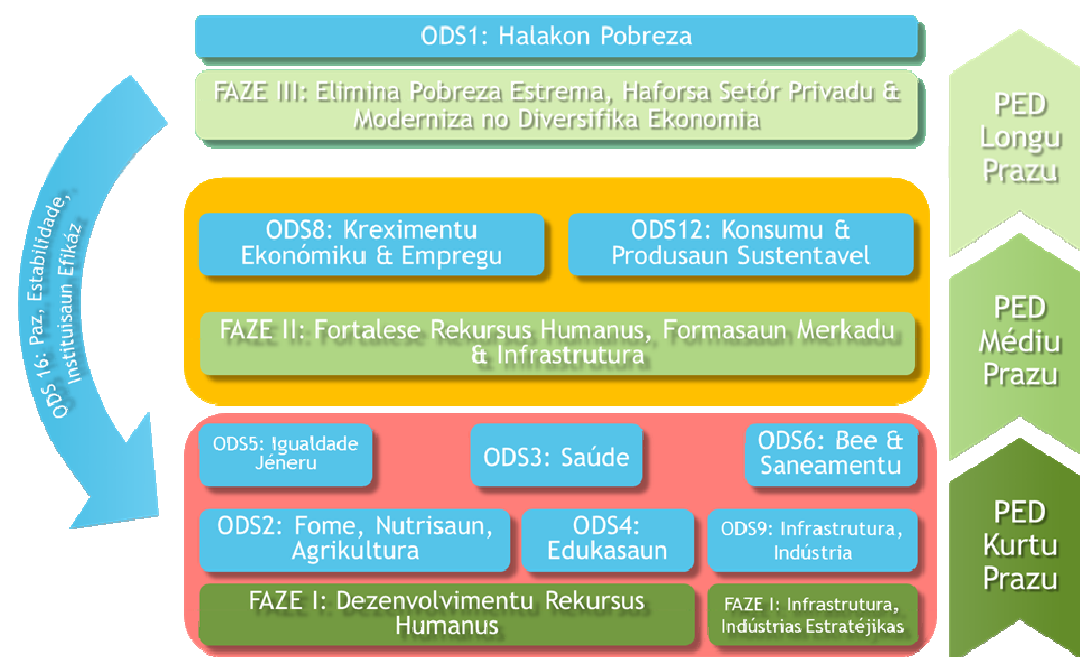 ODS1: Halakon Pobreza
FAZE III: Elimina Pobreza Estrema, Haforsa Setór Privadu &
Moderniza no Diversifika Ekonomia
PED
Longu
Prazu
ODS 16: Paz, Estabilidade,
Instituisaun Efikáz
ODS8: Kreximentu
Ekonómiku & Empregu
ODS12: Konsumu &
Produsaun Sustentavel
FAZE II: Fortalese Rekursus Humanus, Formasaun Merkadu
& Infrastrutura
PED
Médiu
Prazu
ODS5: Igualdade
Jéneru
ODS3: Saúde
ODS6: Bee &
Saneamentu
ODS2: Fome, Nutrisaun,
Agrikultura
ODS4:
Edukasaun
ODS9: Infrastrutura,
Indústria
FAZE I: Dezenvolvimentu Rekursus
Humanus
FAZE I: Infrastrutura,
Indústrias Estratéjikas
PED
Kurtu
Prazu